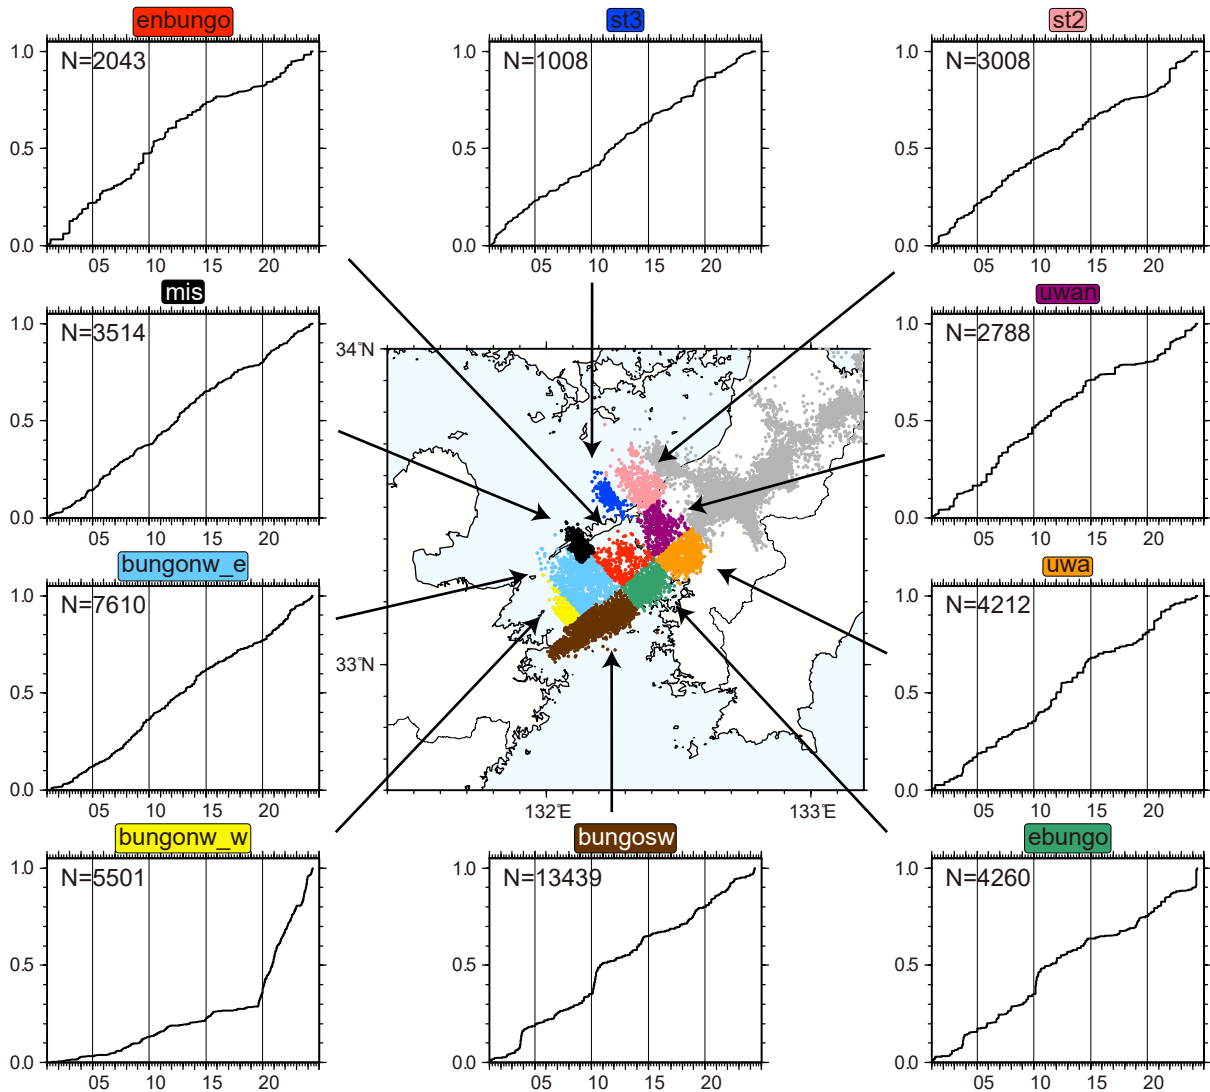 enbungo
st3
st2
1.0
0.5
0.0
N=2043
05 10 15 20
1.0
0.5
0.0
N=1008
05 10 15 20
1.0
0.5
0.0
N=3008
05 10 15 20
mis
uwan
1.0
0.5
0.0
N=3514
05 10 15 20
34°N
33°N
132°E
133°E
1.0
0.5
0.0
N=2788
05 10 15 20
bungonw_e
uwa
1.0
0.5
0.0
N=7610
05 10 15 20
1.0
0.5
0.0
N=4212
05 10 15 20
bungonw_w
bungosw
ebungo
1.0
0.5
0.0
N=5501
05 10 15 20
1.0
0.5
0.0
N=13439
05 10 15 20
1.0
0.5
0.0
N=4260
05 10 15 20